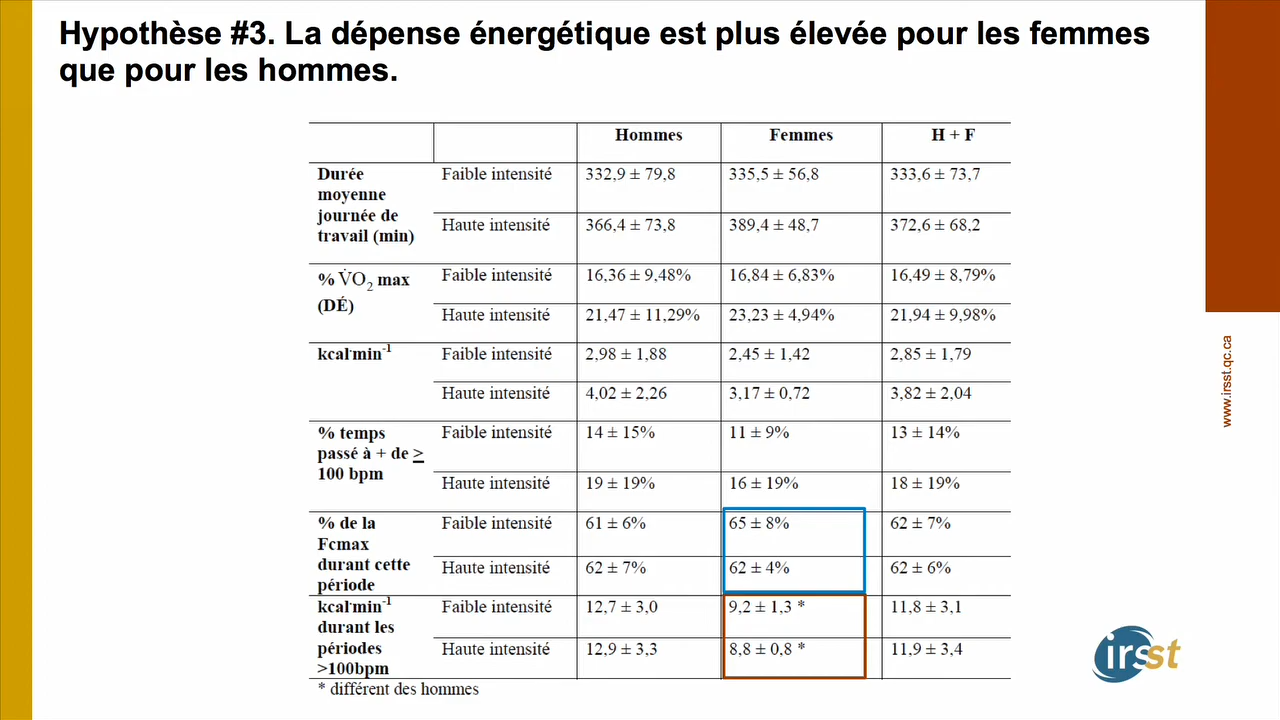 Hypothèse #3. La dépense énergétique est plus élevée pour les femmes
que pour les hommes.
Hommes Femmes H + F
Durée moyenne journée de travail (min) Faible intensité 332,9 ± 79,8 335,5 ± 56,8 333,6 ± 73,7
Haute intensité 366,4 ± 73,8 389,4 ± 48,7 372,6 ± 68,2
% V̇O₂ max (DÉ) Faible intensité 16,36 ± 9,48% 16,84 ± 6,83% 16,49 ± 8,79%
Haute intensité 21,47 ± 11,29% 23,23 ± 4,94% 21,94 ± 9,98%
kcal·min⁻¹ Faible intensité 2,98 ± 1,88 2,45 ± 1,42 2,85 ± 1,79
Haute intensité 4,02 ± 2,26 3,17 ± 0,72 3,82 ± 2,04
% temps passé à + de ≥ 100 bpm Faible intensité 14 ± 15% 11 ± 9% 13 ± 14%
Haute intensité 19 ± 19% 16 ± 19% 18 ± 19%
% de la Fcmax durant cette période Faible intensité 61 ± 6% 65 ± 8% 62 ± 7%
Haute intensité 62 ± 7% 62 ± 4% 62 ± 6%
kcal·min⁻¹ durant les périodes >100bpm Faible intensité 12,7 ± 3,0 9,2 ± 1,3 * 11,8 ± 3,1
Haute intensité 12,9 ± 3,3 8,8 ± 0,8 * 11,9 ± 3,4
* différent des hommes
www.irsst.qc.ca
irsst